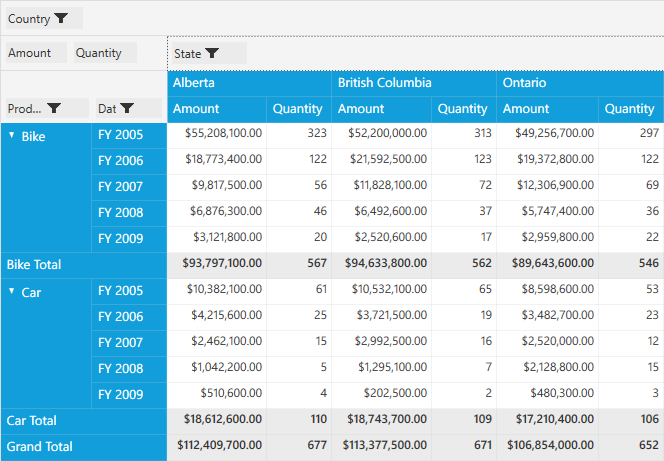 Country
Amount Quantity State
Alberta British Columbia Ontario
Prod... Dat Amount Quantity Amount Quantity Amount Quantity
Bike FY 2005 $55,208,100.00 323 $52,200,000.00 313 $49,256,700.00 297
FY 2006 $18,773,400.00 122 $21,592,500.00 123 $19,372,800.00 122
FY 2007 $9,817,500.00 56 $11,828,100.00 72 $12,306,900.00 69
FY 2008 $6,876,300.00 46 $6,492,600.00 37 $5,747,400.00 36
FY 2009 $3,121,800.00 20 $2,520,600.00 17 $2,959,800.00 22
Bike Total $93,797,100.00 567 $94,633,800.00 562 $89,643,600.00 546
Car FY 2005 $10,382,100.00 61 $10,532,100.00 65 $8,598,600.00 53
FY 2006 $4,215,600.00 25 $3,721,500.00 19 $3,482,700.00 23
FY 2007 $2,462,100.00 15 $2,992,500.00 16 $2,520,000.00 12
FY 2008 $1,042,200.00 5 $1,295,100.00 7 $2,128,800.00 15
FY 2009 $510,600.00 4 $202,500.00 2 $480,300.00 3
Car Total $18,612,600.00 110 $18,743,700.00 109 $17,210,400.00 106
Grand Total $112,409,700.00 677 $113,377,500.00 671 $106,854,000.00 652